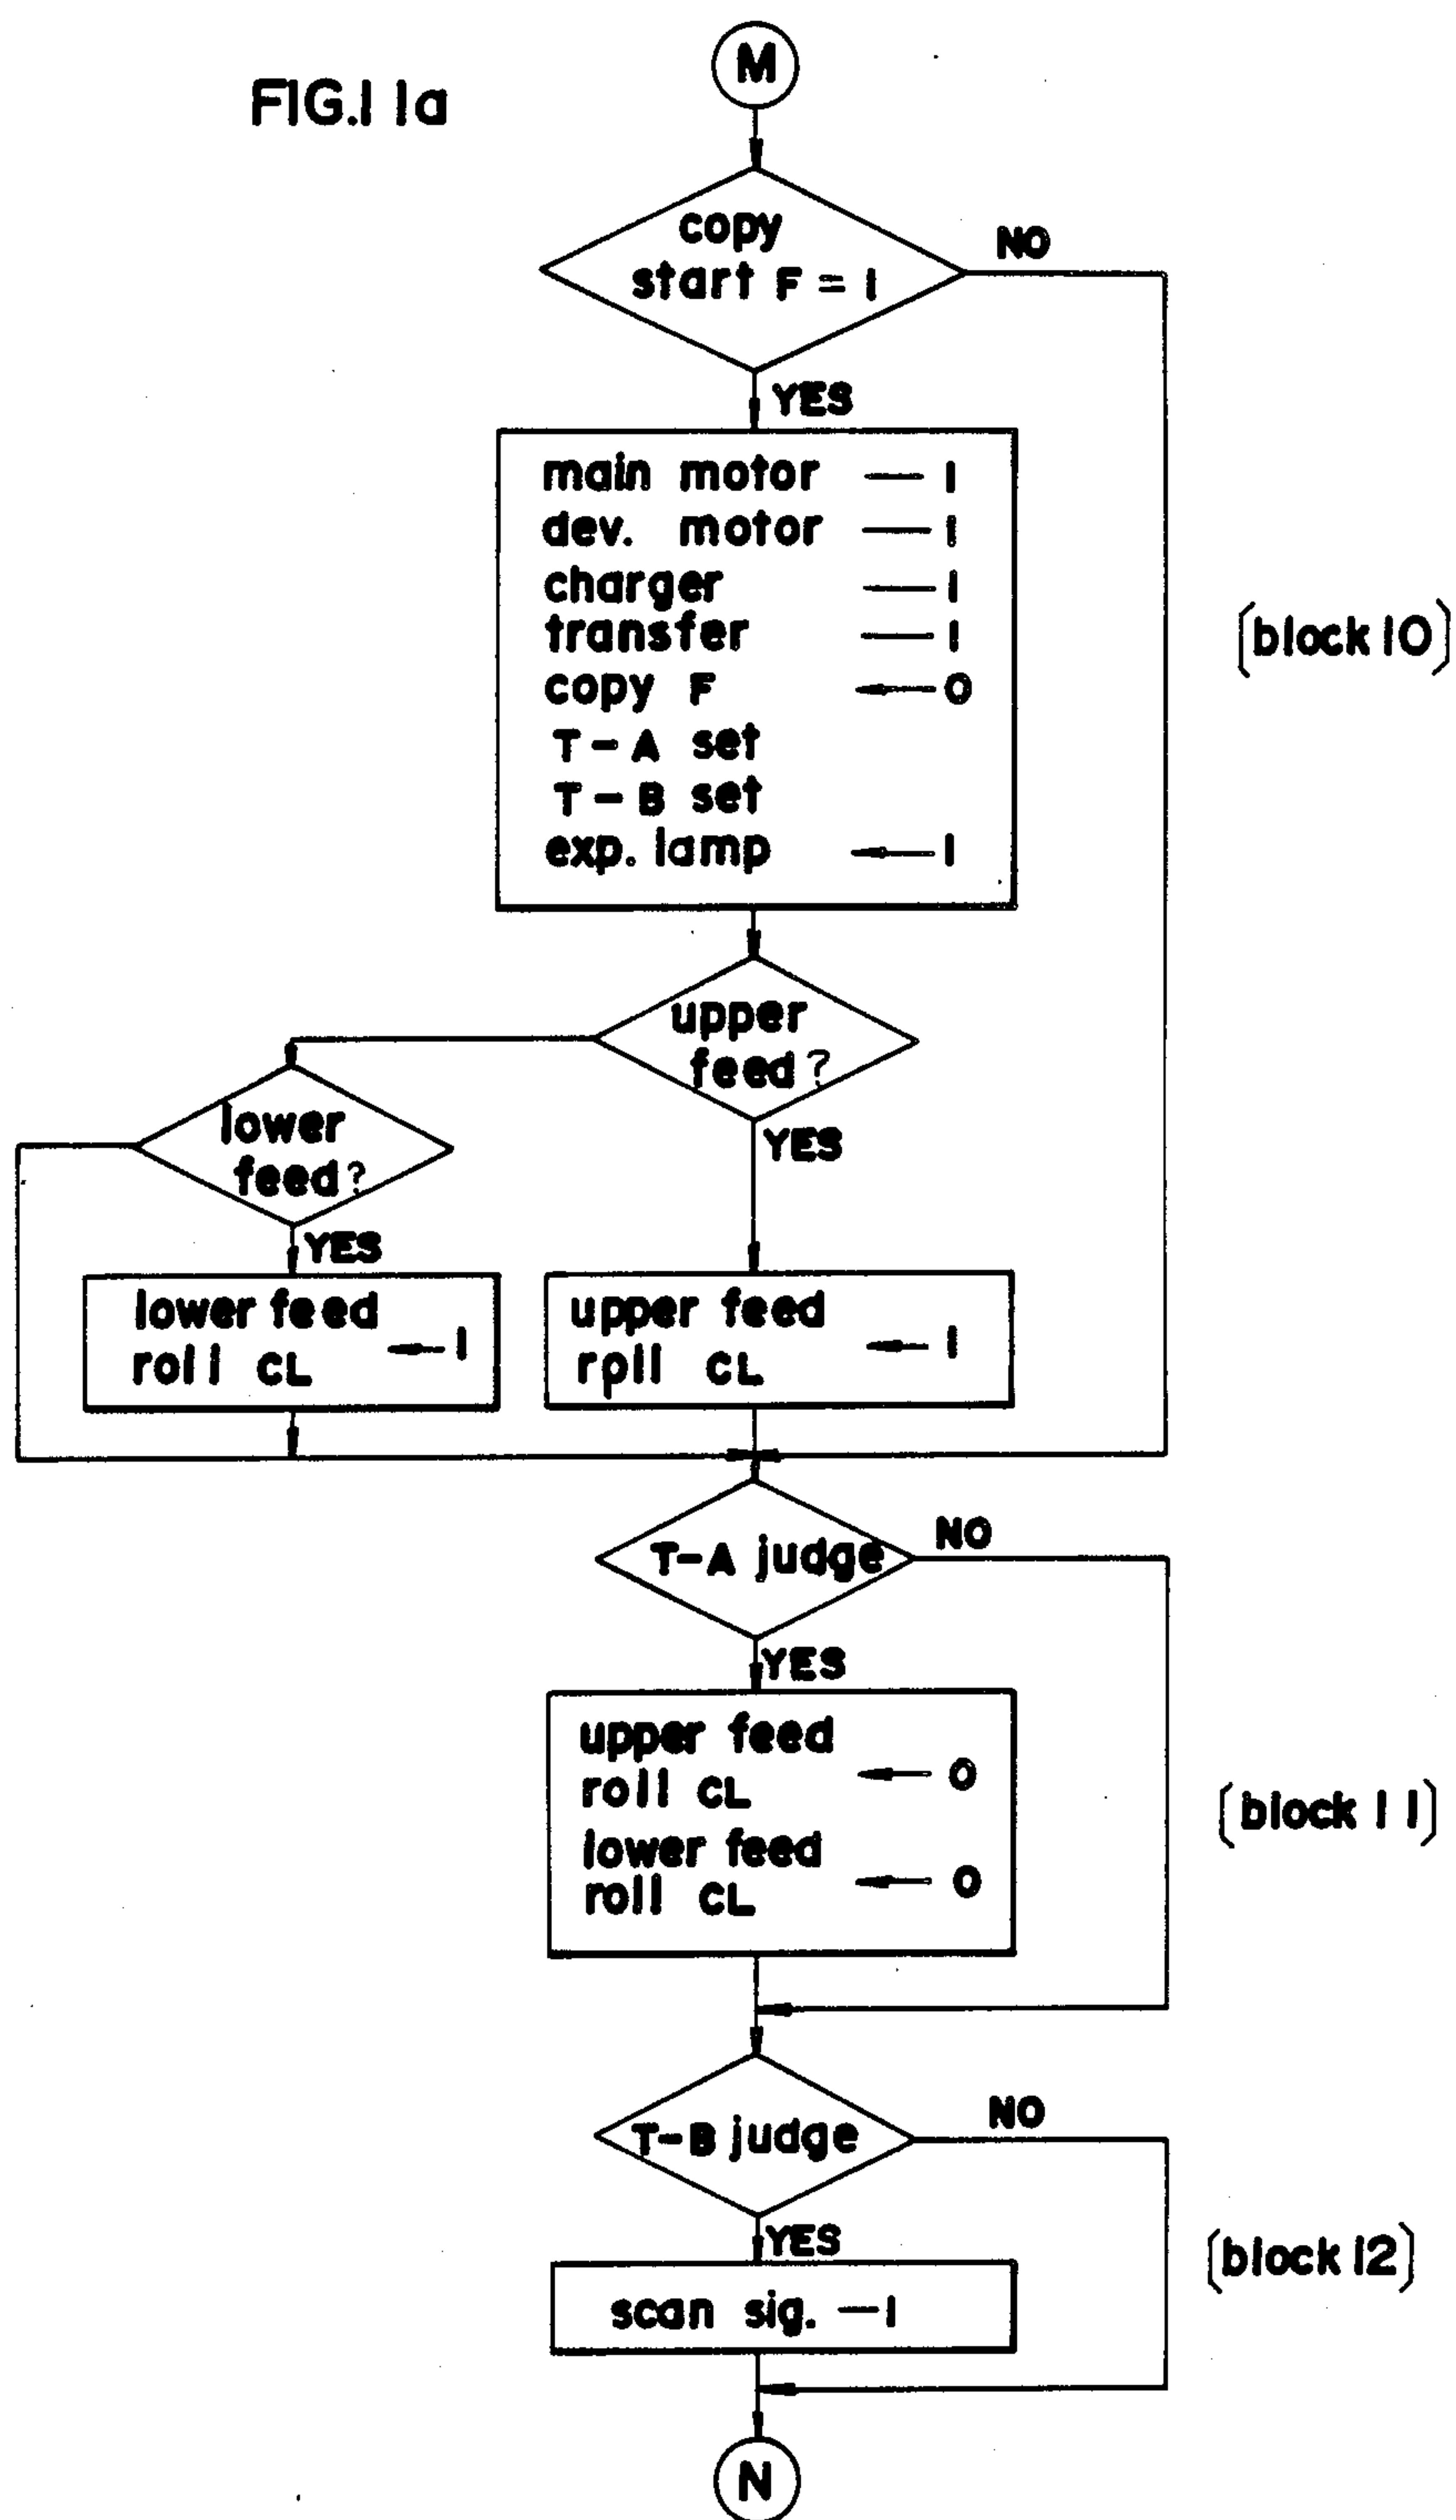 FIG.11a
M
copy
start F = 1
NO
YES
main motor — 1
dev. motor — 1
charger — 1
transfer — 1
copy F ← 0
T-A set
T-B set
exp. lamp ← 1
(block 10)
upper
feed?
lower
feed?
YES
YES
lower feed
roll CL ← 1
upper feed
roll CL ← 1
T-A judge
NO
YES
upper feed
roll CL ← 0
lower feed
roll CL ← 0
(block 11)
T-B judge
NO
YES
scan sig. — 1
(block 12)
N